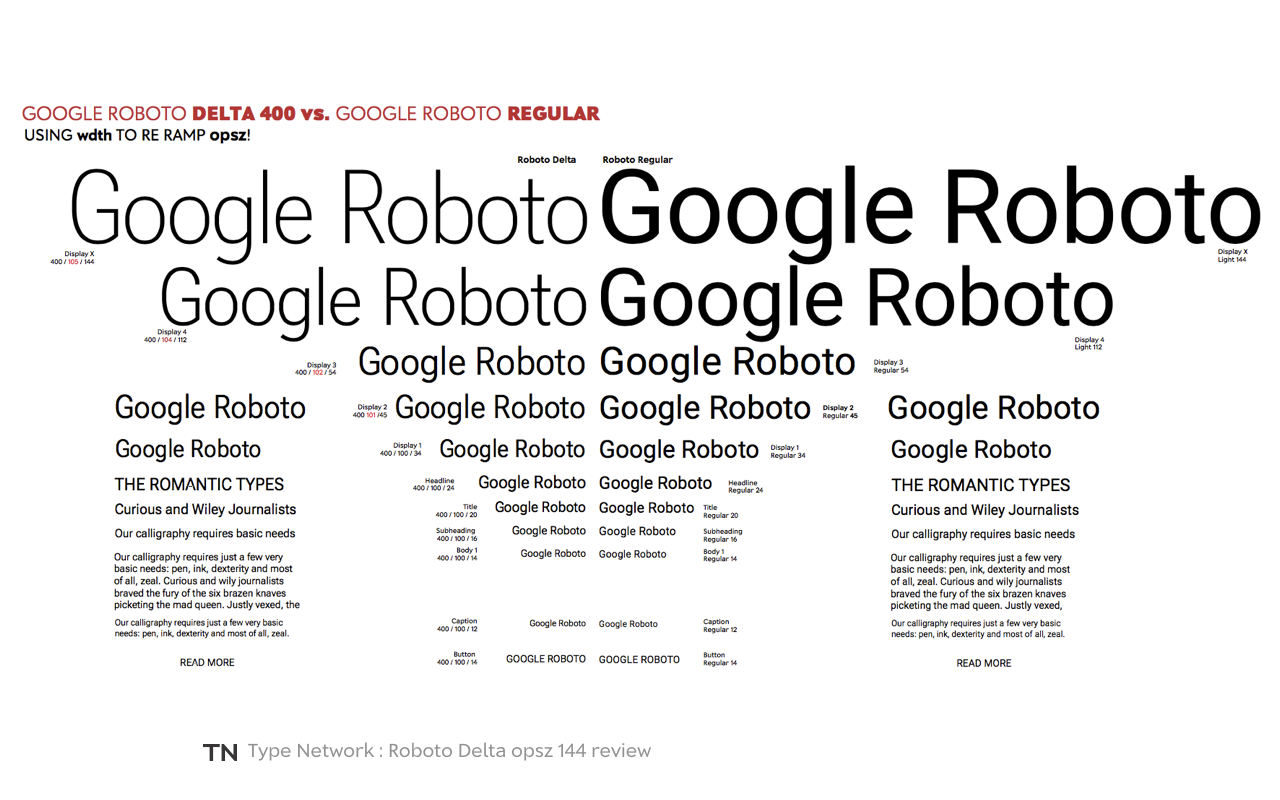 GOOGLE ROBOTO DELTA 400 vs. GOOGLE ROBOTO REGULAR
USING wdth TO RE RAMP opsz!
Roboto Delta
Roboto Regular
Google Roboto
Google Roboto
Display X
400 / 105 / 144
Display X
Light 144
Google Roboto
Google Roboto
Display 4
400 / 104 / 112
Display 4
Light 112
Display 3
400 / 102 / 54
Google Roboto
Google Roboto
Display 3
Regular 54
Google Roboto
Display 2
400 101 /45
Google Roboto
Google Roboto
Display 2
Regular 45
Google Roboto
Google Roboto
Display 1
400 / 100 / 34
Google Roboto
Google Roboto
Display 1
Regular 34
Google Roboto
THE ROMANTIC TYPES
Headline
400 / 100 / 24
Google Roboto
Google Roboto
Headline
Regular 24
THE ROMANTIC TYPES
Curious and Wiley Journalists
Title
400 / 100 / 20
Google Roboto
Google Roboto
Title
Regular 20
Curious and Wiley Journalists
Our calligraphy requires basic needs
Subheading
400 / 100 / 16
Google Roboto
Google Roboto
Subheading
Regular 16
Our calligraphy requires basic needs
Body 1
400 / 100 / 14
Google Roboto
Google Roboto
Body 1
Regular 14
Our calligraphy requires just a few very
basic needs: pen, ink, dexterity and most
of all, zeal. Curious and wily journalists
braved the fury of the six brazen knaves
picketing the mad queen. Justly vexed, the
Our calligraphy requires just a few very
basic needs: pen, ink, dexterity and most
of all, zeal. Curious and wily journalists
braved the fury of the six brazen knaves
picketing the mad queen. Justly vexed,
Our calligraphy requires just a few very basic
needs: pen, ink, dexterity and most of all, zeal.
Caption
400 / 100 / 12
Google Roboto
Google Roboto
Caption
Regular 12
Our calligraphy requires just a few very basic
needs: pen, ink, dexterity and most of all, zeal.
READ MORE
Button
400 / 100 / 14
GOOGLE ROBOTO
GOOGLE ROBOTO
Button
Regular 14
READ MORE
TN Type Network : Roboto Delta opsz 144 review